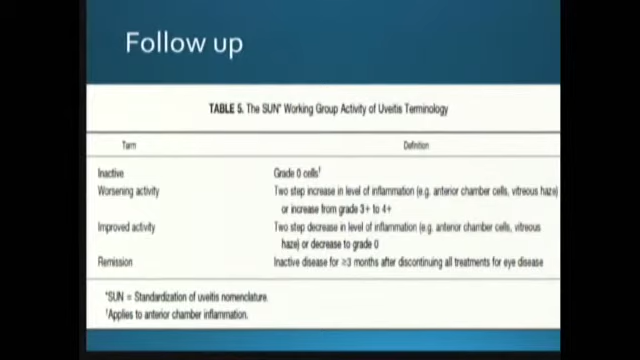 Follow up
TABLE 5. The SUN* Working Group Activity of Uveitis Terminology
Term Definition
Inactive Grade 0 cells†
Worsening activity Two step increase in level of inflammation (e.g. anterior chamber cells, vitreous haze)
or increase from grade 3+ to 4+
Improved activity Two step decrease in level of inflammation (e.g. anterior chamber cells, vitreous
haze) or decrease to grade 0
Remission Inactive disease for ≥3 months after discontinuing all treatments for eye disease
*SUN = Standardization of uveitis nomenclature.
†Applies to anterior chamber inflammation.